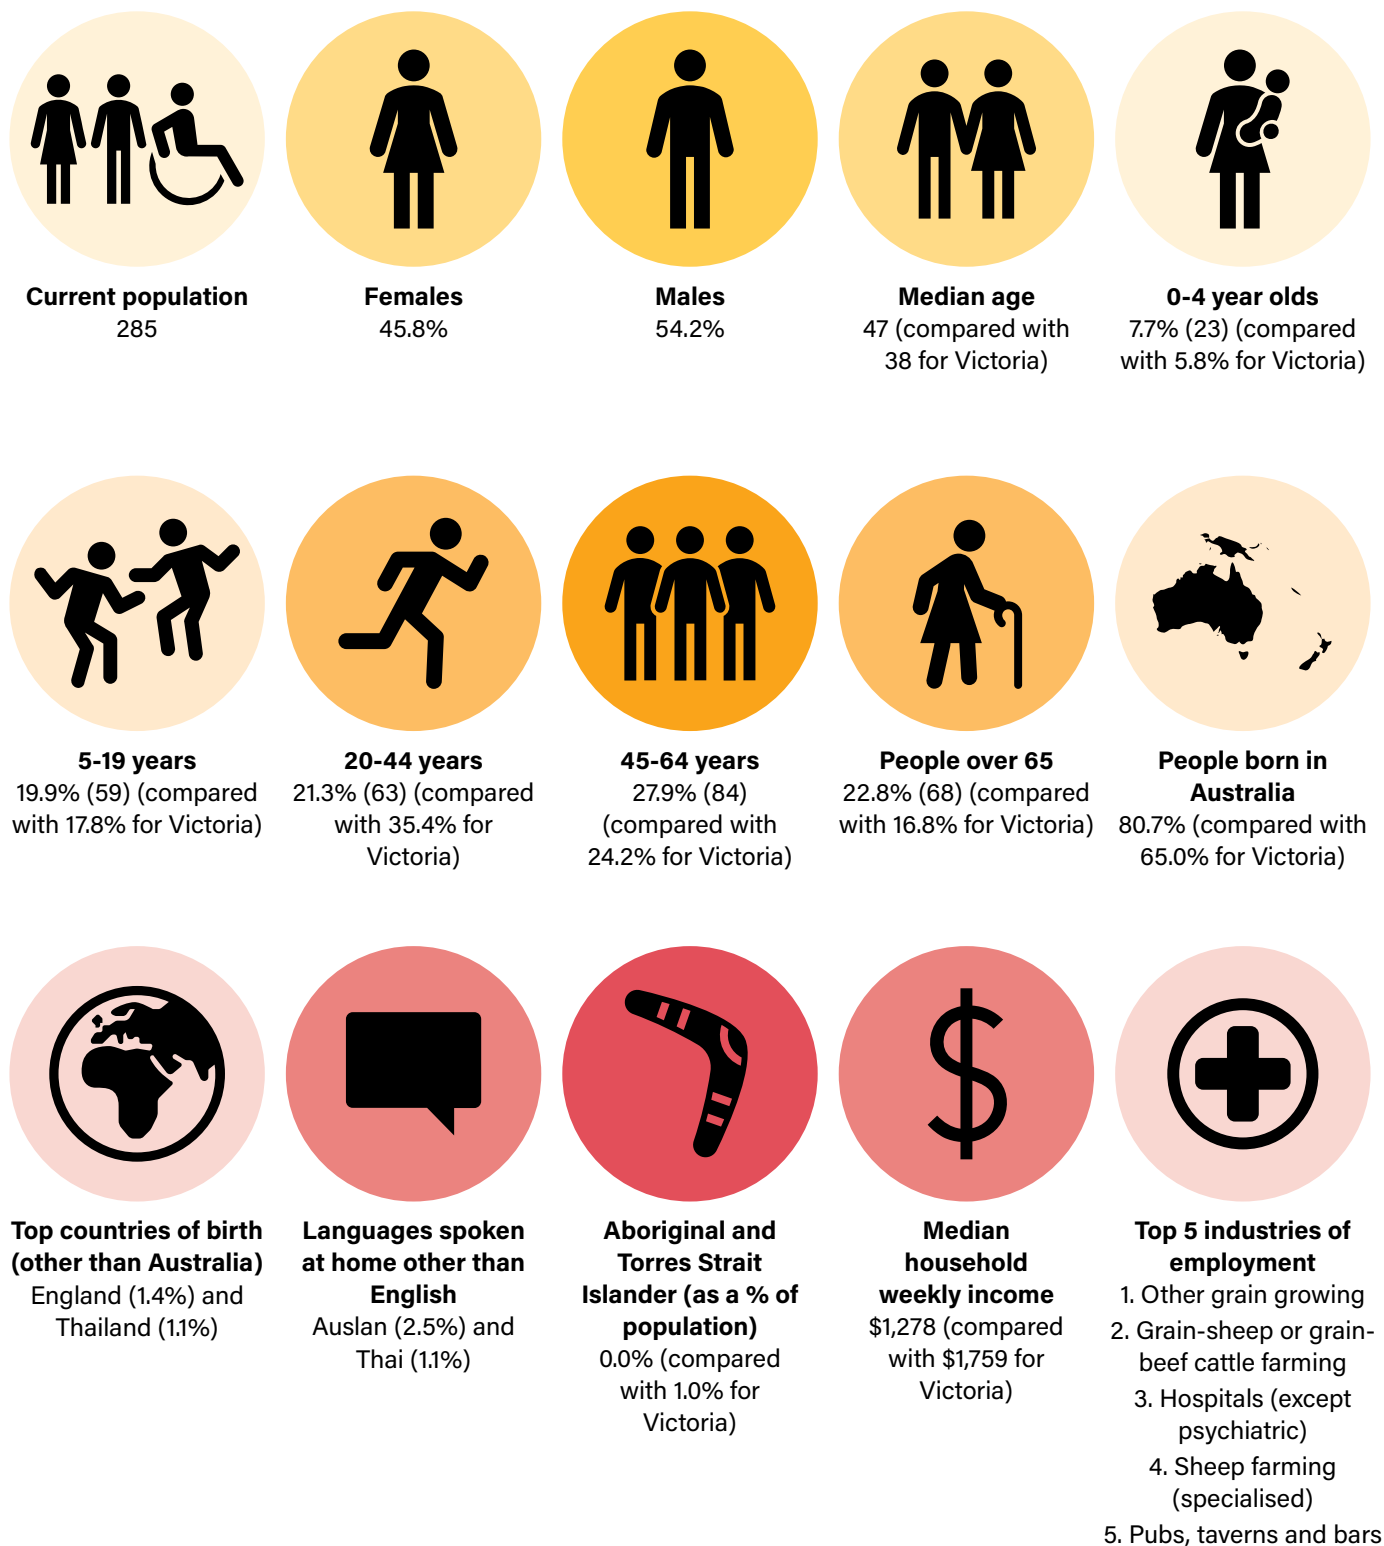 Current population
285
Females
45.8%
Males
54.2%
Median age
47 (compared with
38 for Victoria)
0-4 year olds
7.7% (23) (compared
with 5.8% for Victoria)
5-19 years
19.9% (59) (compared
with 17.8% for Victoria)
20-44 years
21.3% (63) (compared
with 35.4% for
Victoria)
45-64 years
27.9% (84)
(compared with
24.2% for Victoria)
People over 65
22.8% (68) (compared
with 16.8% for Victoria)
People born in
Australia
80.7% (compared with
65.0% for Victoria)
Top countries of birth
(other than Australia)
England (1.4%) and
Thailand (1.1%)
Languages spoken
at home other than
English
Auslan (2.5%) and
Thai (1.1%)
Aboriginal and
Torres Strait
Islander (as a % of
population)
0.0% (compared
with 1.0% for
Victoria)
Median
household
weekly income
$1,278 (compared
with $1,759 for
Victoria)
Top 5 industries of
employment
1. Other grain growing
2. Grain-sheep or grain-
beef cattle farming
3. Hospitals (except
psychiatric)
4. Sheep farming
(specialised)
5. Pubs, taverns and bars